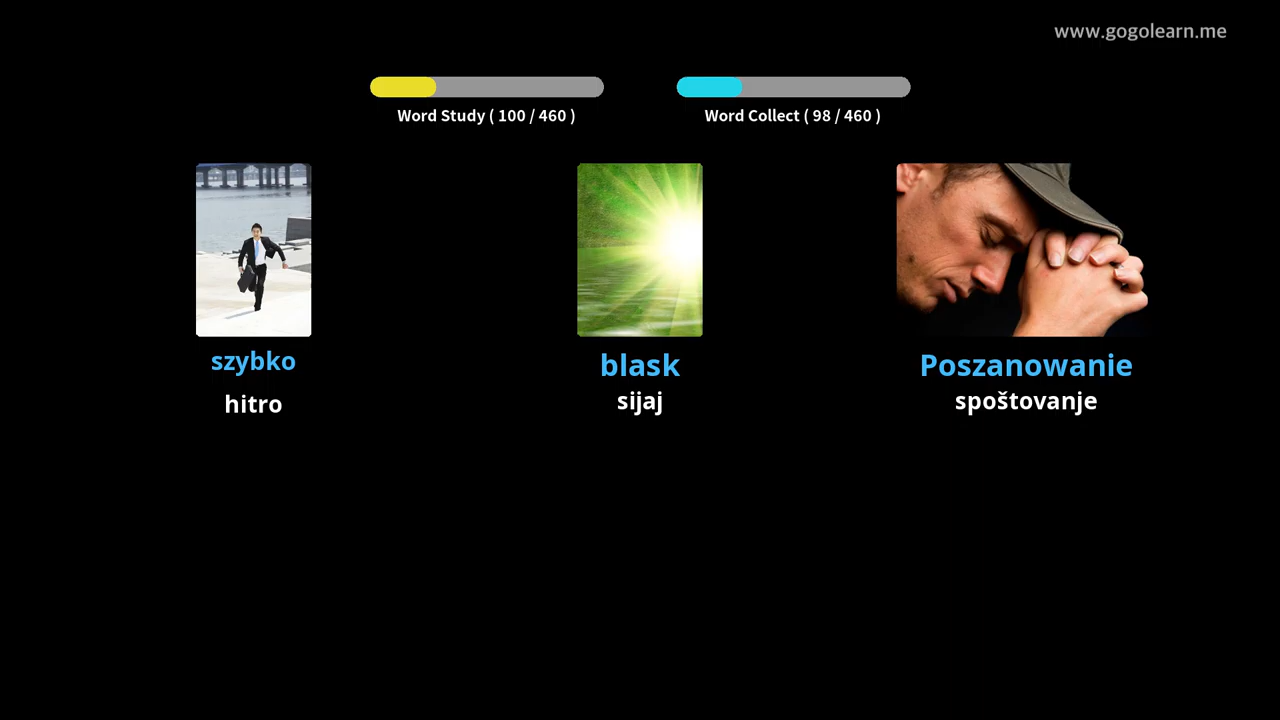 www.gogolearn.me
Word Study ( 100 / 460 )
Word Collect ( 98 / 460 )
szybko
hitro
blask
sijaj
Poszanowanie
spoštovanje